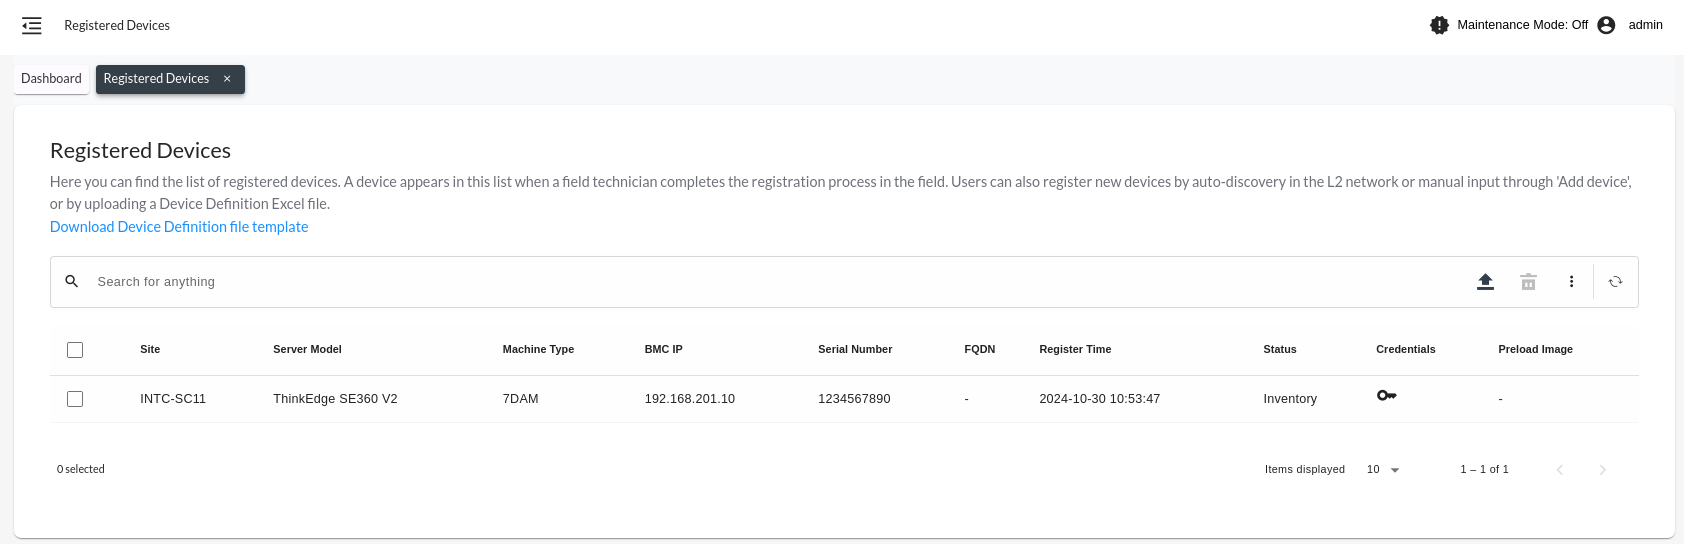 Registered Devices
Maintenance Mode: Off
admin
Dashboard
Registered Devices ×
Registered Devices
Here you can find the list of registered devices. A device appears in this list when a field technician completes the registration process in the field. Users can also register new devices by auto-discovery in the L2 network or manual input through 'Add device',
or by uploading a Device Definition Excel file.
Download Device Definition file template
Search for anything
Site Server Model Machine Type BMC IP Serial Number FQDN Register Time Status Credentials Preload Image
INTC-SC11 ThinkEdge SE360 V2 7DAM 192.168.201.10 1234567890 - 2024-10-30 10:53:47 Inventory -
0 selected
Items displayed 10 1 – 1 of 1